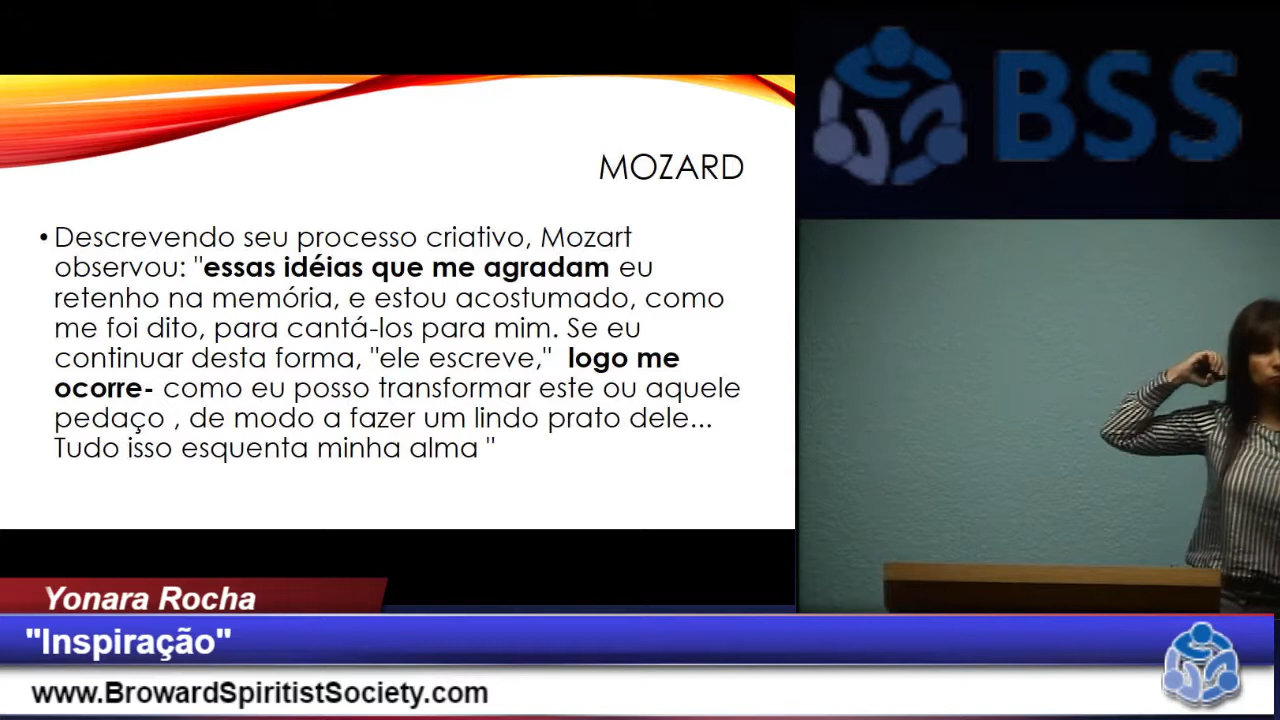 MOZARD
• Descrevendo seu processo criativo, Mozart
observou: "essas idéias que me agradam eu
retenho na memória, e estou acostumado, como
me foi dito, para cantá-los para mim. Se eu
continuar desta forma, "ele escreve," logo me
ocorre- como eu posso transformar este ou aquele
pedaço , de modo a fazer um lindo prato dele...
Tudo isso esquenta minha alma "
BSS
Yonara Rocha
"Inspiração"
www.BrowardSpiritistSociety.com